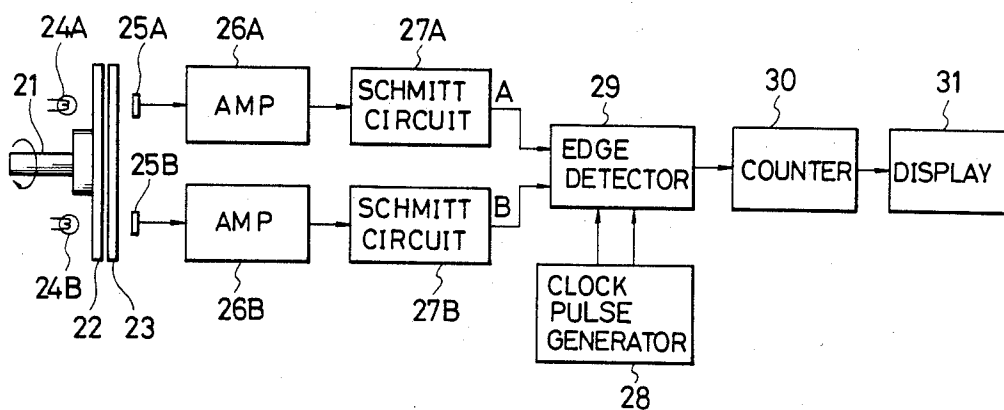 24A
25A
26A
27A
21
AMP
SCHMITT
CIRCUIT
A
29
30
31
EDGE
DETECTOR
COUNTER
DISPLAY
25B
AMP
SCHMITT
CIRCUIT
B
24B
22
23
26B
27B
CLOCK
PULSE
GENERATOR
28